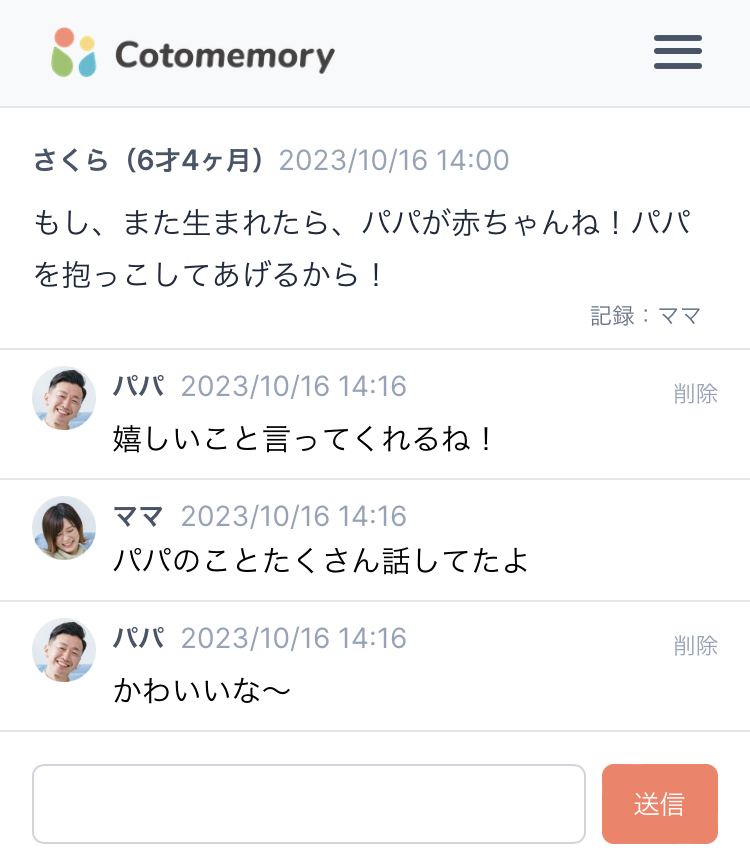 Cotomemory
さくら（6才4ヶ月） 2023/10/16 14:00
もし、また生まれたら、パパが赤ちゃんね！パパ
を抱っこしてあげるから！
記録：ママ
パパ 2023/10/16 14:16
削除
嬉しいこと言ってくれるね！
ママ 2023/10/16 14:16
パパのことたくさん話してたよ
パパ 2023/10/16 14:16
削除
かわいいな〜
送信